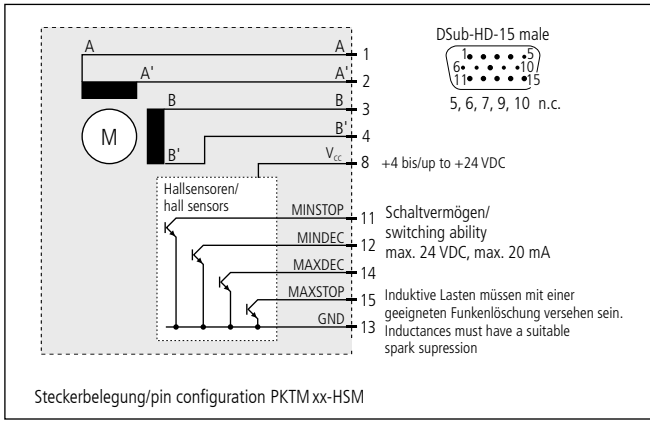 DSub-HD-15 male
1 5
6 10
11 15
5, 6, 7, 9, 10 n.c.
A A 1
A' A' 2
B B 3
M
B' B' 4
Vcc 8 +4 bis/up to +24 VDC
Hallsensoren/
hall sensors
MINSTOP 11
MINDEC 12
MAXDEC 14
MAXSTOP 15
GND 13
Schaltvermögen/
switching ability
max. 24 VDC, max. 20 mA
Induktive Lasten müssen mit einer
geeigneten Funkenlöschung versehen sein.
Inductances must have a suitable
spark supression
Steckerbelegung/pin configuration PKTM xx-HSM